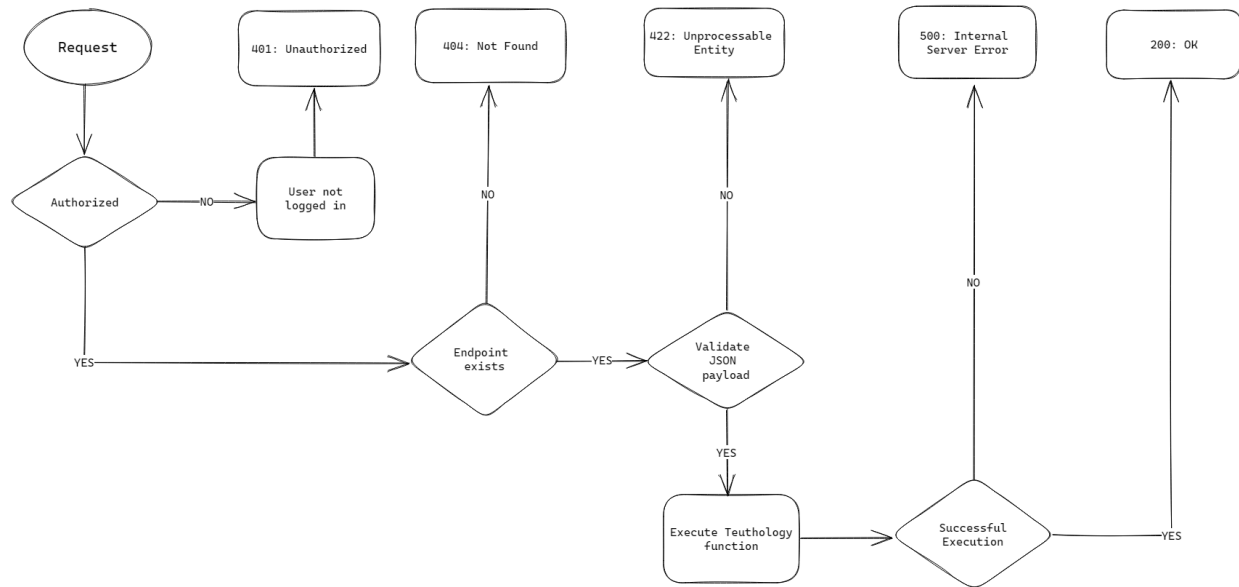 Request
401: Unauthorized
404: Not Found
422: Unprocessable
Entity
500: Internal
Server Error
200: OK
Authorized
NO
User not
logged in
NO
NO
NO
YES
Endpoint
exists
YES
Validate
JSON
payload
YES
Execute Teuthology
function
Successful
Execution
YES